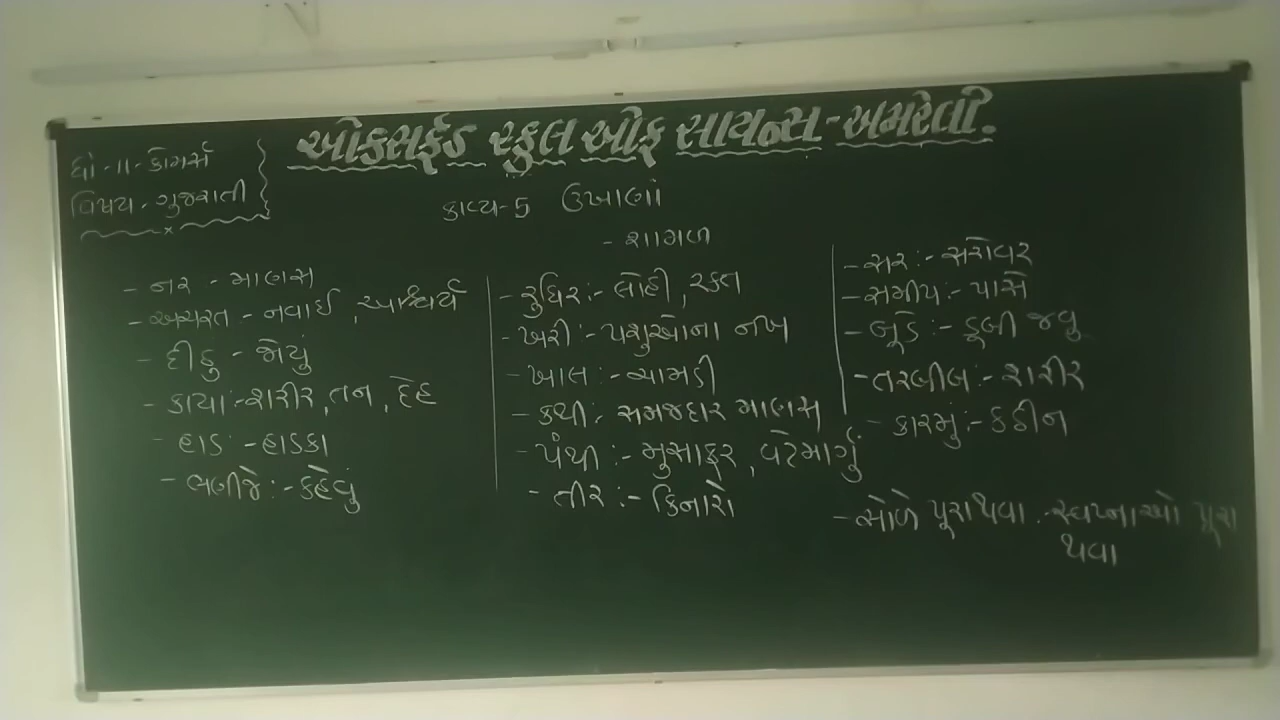 ઓક્સફર્ડ સ્કુલ ઓફ સાયન્સ - અમરેલી.
ધો -11- કોમર્સ
વિષય - ગુજરાતી
કાવ્ય-5 ઉખાણાં
- શામળ
- નર - માણસ
- અચરત - નવાઈ, આશ્ચર્ય
- દીઠુ - જોયું
- કાયા:- શરીર, તન, દેહ
- હાડ - હાડકા
- ભણીજે:- કહેવું
- રુધિર:- લોહી, રક્ત
- ખરી:- પશુઓના નખ
- ખાલ:- ચામડી
- કથી:- સમજદાર માણસ
- પંથી:- મુસાફર, વટેમાર્ગુ
- તીર:- કિનારો
- સર:- સરોવર
- સમીપ:- પાસે
- બૂડે:- ડૂબી જવુ
- તરબીબ:- શરીર
- કારમું:- કઠીન
- સોળે પૂરા થવા :- સ્વપ્નાઓ પૂરા
થવા